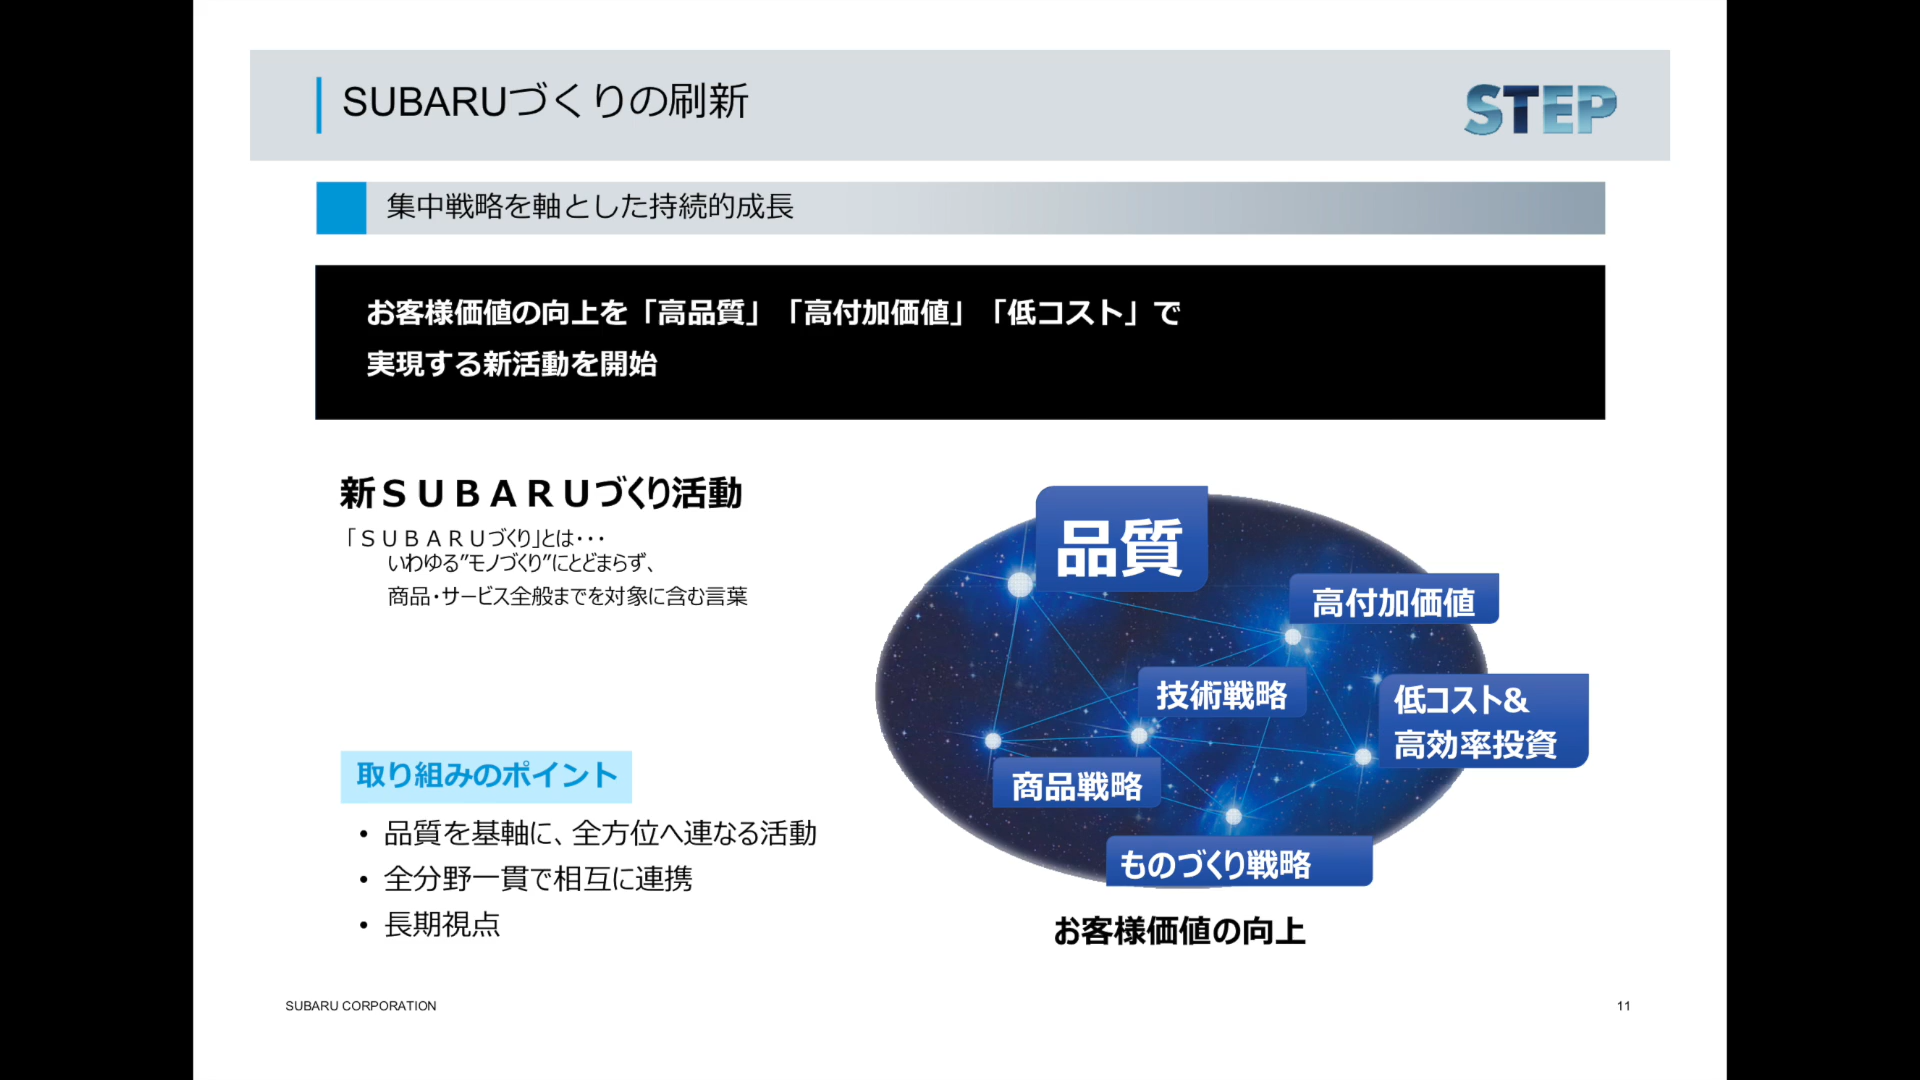 SUBARUづくりの刷新
STEP
集中戦略を軸とした持続的成長
お客様価値の向上を「高品質」「高付加価値」「低コスト」で
実現する新活動を開始
新ＳＵＢＡＲＵづくり活動
「ＳＵＢＡＲＵづくり」とは･･･
いわゆる”モノづくり”にとどまらず、
商品・サービス全般までを対象に含む言葉
取り組みのポイント
• 品質を基軸に、全方位へ連なる活動
• 全分野一貫で相互に連携
• 長期視点
品質
高付加価値
技術戦略
低コスト&
高効率投資
商品戦略
ものづくり戦略
お客様価値の向上
SUBARU CORPORATION
11